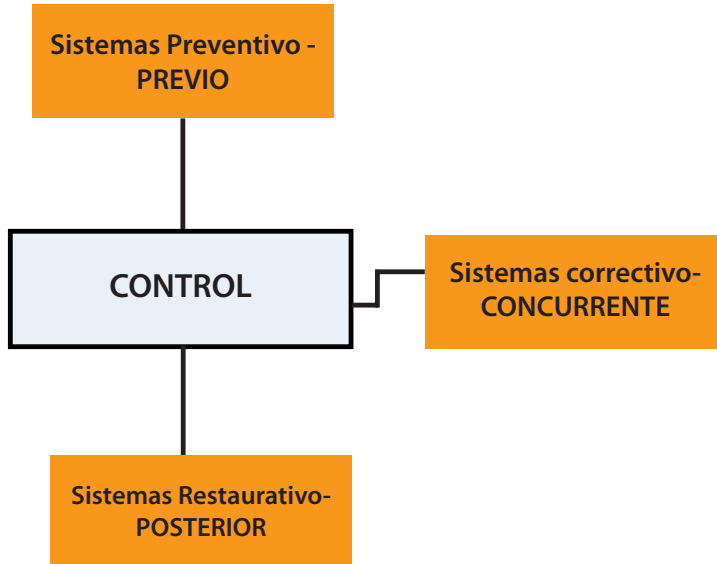 Sistemas Preventivo -
PREVIO
CONTROL
Sistemas correctivo-
CONCURRENTE
Sistemas Restaurativo-
POSTERIOR